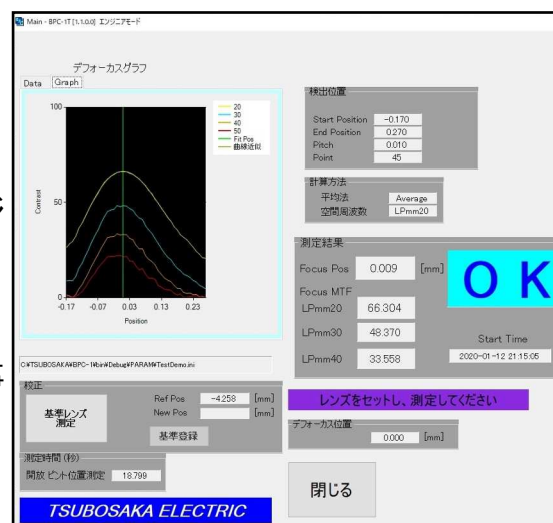 Main - BPC-1T [1.1.0.0] エンジニアモード
デフォーカスグラフ
Data Graph
100
50
0
Contrast
-0.17 -0.07 0.03 0.13 0.23
Position
20
30
40
50
Fit Pos
曲線近似
検出位置
Start Position -0.170
End Position 0.270
Pitch 0.010
Point 45
計算方法
平均法 Average
空間周波数 LPmm20
測定結果
Focus Pos 0.009 [mm]
Focus MTF
LPmm20 66.304
LPmm30 48.370
LPmm40 33.558
OK
Start Time
2020-01-12 21:15:05
C:¥TSUBOSAKA¥BPC-1¥bin¥Debug¥PARAM¥TestDemo.ini
校正
基準レンズ
測定
Ref Pos -4.258 [mm]
New Pos [mm]
基準登録
レンズをセットし、測定してください
デフォーカス位置
0.000 [mm]
測定時間 (秒)
開放 ピント位置測定 18.799
閉じる
TSUBOSAKA ELECTRIC